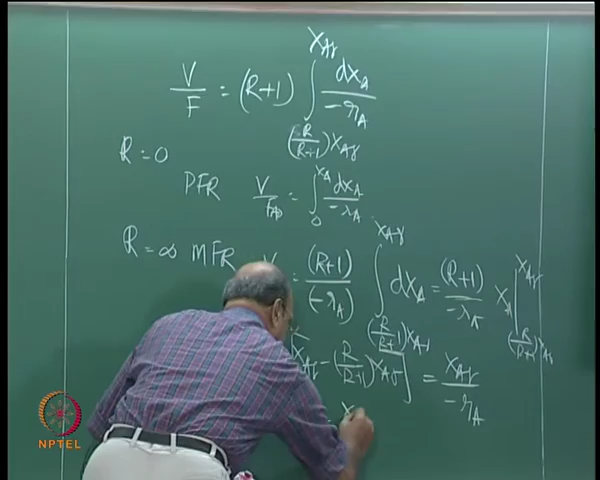 V/F = (R+1) ∫_{(R/(R+1)) X_Af}^{X_Af} dX_A/(-r_A)
R = 0
PFR V/F_A0 = ∫_0^{X_A} dX_A/(-r_A)
R = ∞ MFR = (R+1)/(-r_A) ∫_{(R/(R+1)) X_Af}^{X_Af} dX_A = (R+1)/(-r_A) X_A |_{(R/(R+1)) X_Af}^{X_Af}
X_Af - (R/(R+1)) X_Af] = X_Af/(-r_A)
NPTEL